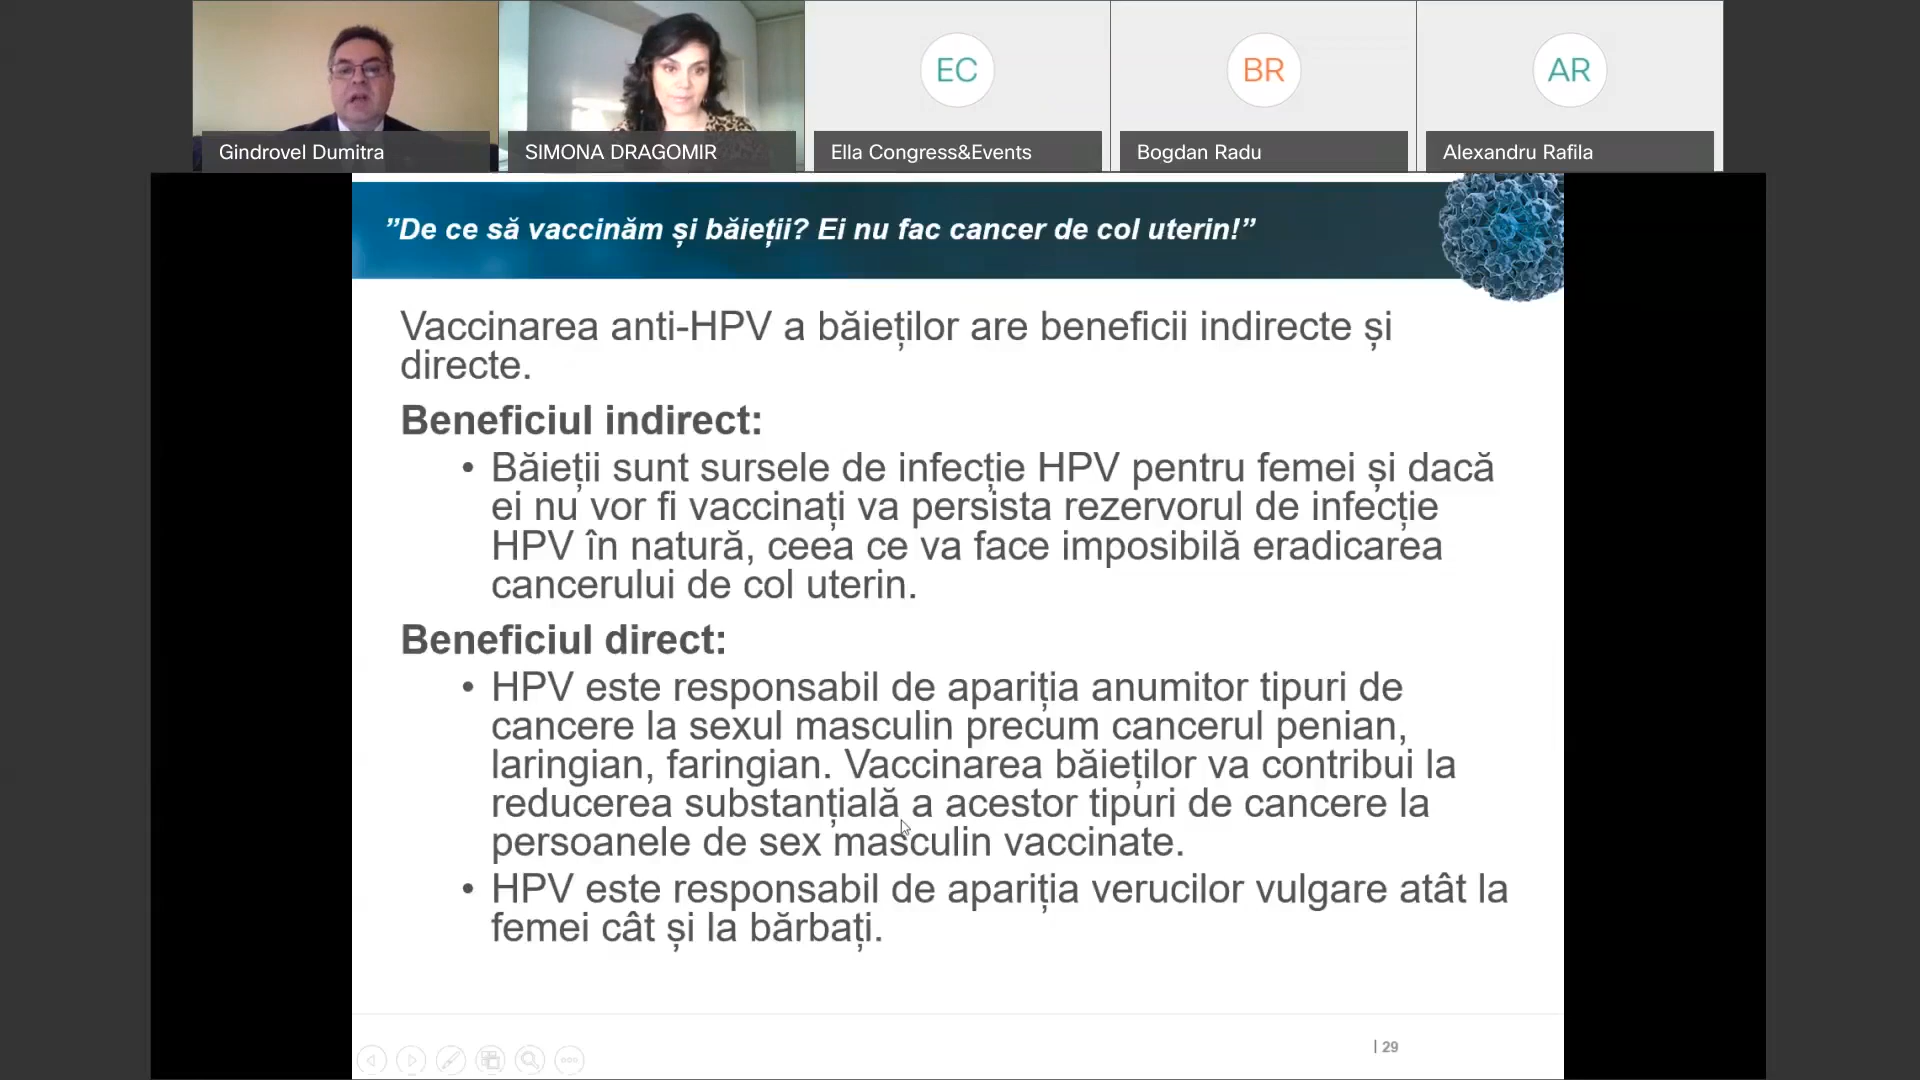 EC
BR
AR
Gindrovel Dumitra
SIMONA DRAGOMIR
Ella Congress&Events
Bogdan Radu
Alexandru Rafila
”De ce să vaccinăm și băieții? Ei nu fac cancer de col uterin!”
Vaccinarea anti-HPV a băieților are beneficii indirecte și
directe.
Beneficiul indirect:
• Băieții sunt sursele de infecție HPV pentru femei și dacă
ei nu vor fi vaccinați va persista rezervorul de infecție
HPV în natură, ceea ce va face imposibilă eradicarea
cancerului de col uterin.
Beneficiul direct:
• HPV este responsabil de apariția anumitor tipuri de
cancere la sexul masculin precum cancerul penian,
laringian, faringian. Vaccinarea băieților va contribui la
reducerea substanțială a acestor tipuri de cancere la
persoanele de sex masculin vaccinate.
• HPV este responsabil de apariția verucilor vulgare atât la
femei cât și la bărbați.
| 29